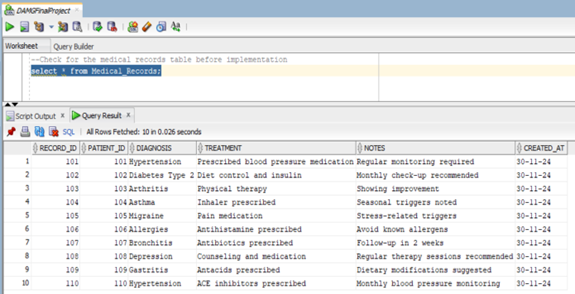 DAMGFinalProject
Worksheet Query Builder
--Check for the medical records table before implementation
select * from Medical_Records;
Script Output Query Result
SQL | All Rows Fetched: 10 in 0.026 seconds
RECORD_ID PATIENT_ID DIAGNOSIS TREATMENT NOTES CREATED_AT
1 101 101 Hypertension Prescribed blood pressure medication Regular monitoring required 30-11-24
2 102 102 Diabetes Type 2 Diet control and insulin Monthly check-up recommended 30-11-24
3 103 103 Arthritis Physical therapy Showing improvement 30-11-24
4 104 104 Asthma Inhaler prescribed Seasonal triggers noted 30-11-24
5 105 105 Migraine Pain medication Stress-related triggers 30-11-24
6 106 106 Allergies Antihistamine prescribed Avoid known allergens 30-11-24
7 107 107 Bronchitis Antibiotics prescribed Follow-up in 2 weeks 30-11-24
8 108 108 Depression Counseling and medication Regular therapy sessions recommended 30-11-24
9 109 109 Gastritis Antacids prescribed Dietary modifications suggested 30-11-24
10 110 110 Hypertension ACE inhibitors prescribed Monthly blood pressure monitoring 30-11-24